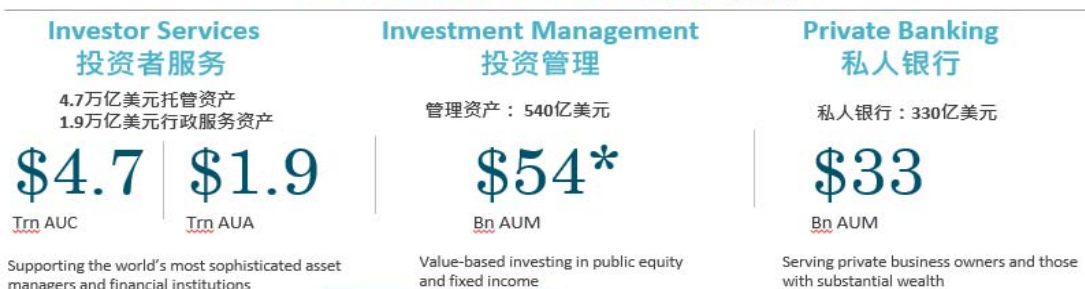 Investor Services
投资者服务
4.7万亿美元托管资产
1.9万亿美元行政服务资产
$4.7
Trn AUC
$1.9
Trn AUA
Supporting the world's most sophisticated asset
managers and financial institutions
Investment Management
投资管理
管理资产： 540亿美元
$54*
Bn AUM
Value-based investing in public equity
and fixed income
Private Banking
私人银行
私人银行：330亿美元
$33
Bn AUM
Serving private business owners and those
with substantial wealth